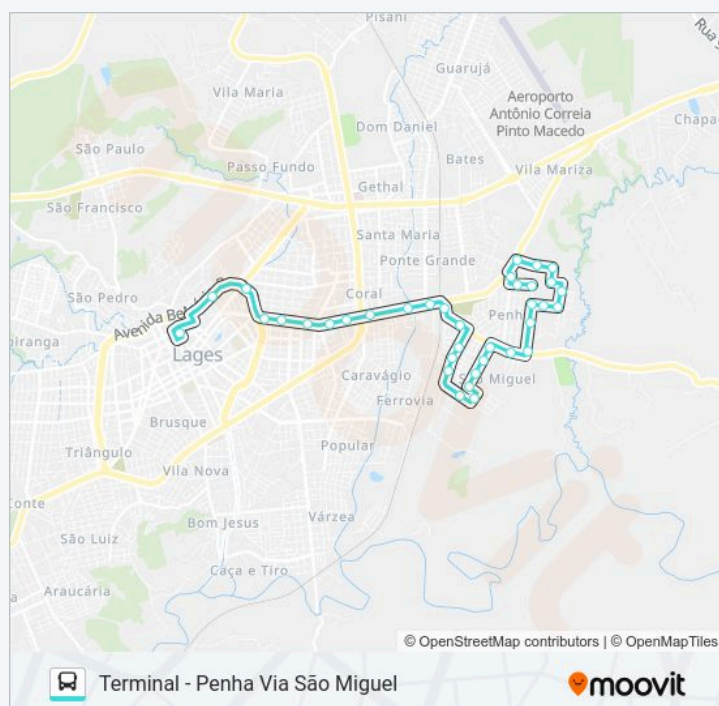 Pisani
Rua S
Guarujá
Vila Maria
Aeroporto
Antônio Correia
Pinto Macedo
Chapac
Dom Daniel
São Paulo
Bates
Passo Fundo
Vila Mariza
Gethal
São Francisco
Santa Maria
Ponte Grande
São Pedro
Coral
Avenida Bel
Penh
piranga
Lages
Caravágio
São Miguel
Ferrovia
Brusque
Triângulo
Popular
Vila Nova
Conte
Bom Jesus
Várzea
São Luiz
Caça e Tiro
Araucária
a
© OpenStreetMap contributors | © OpenMapTiles
Terminal - Penha Via São Miguel
moovit